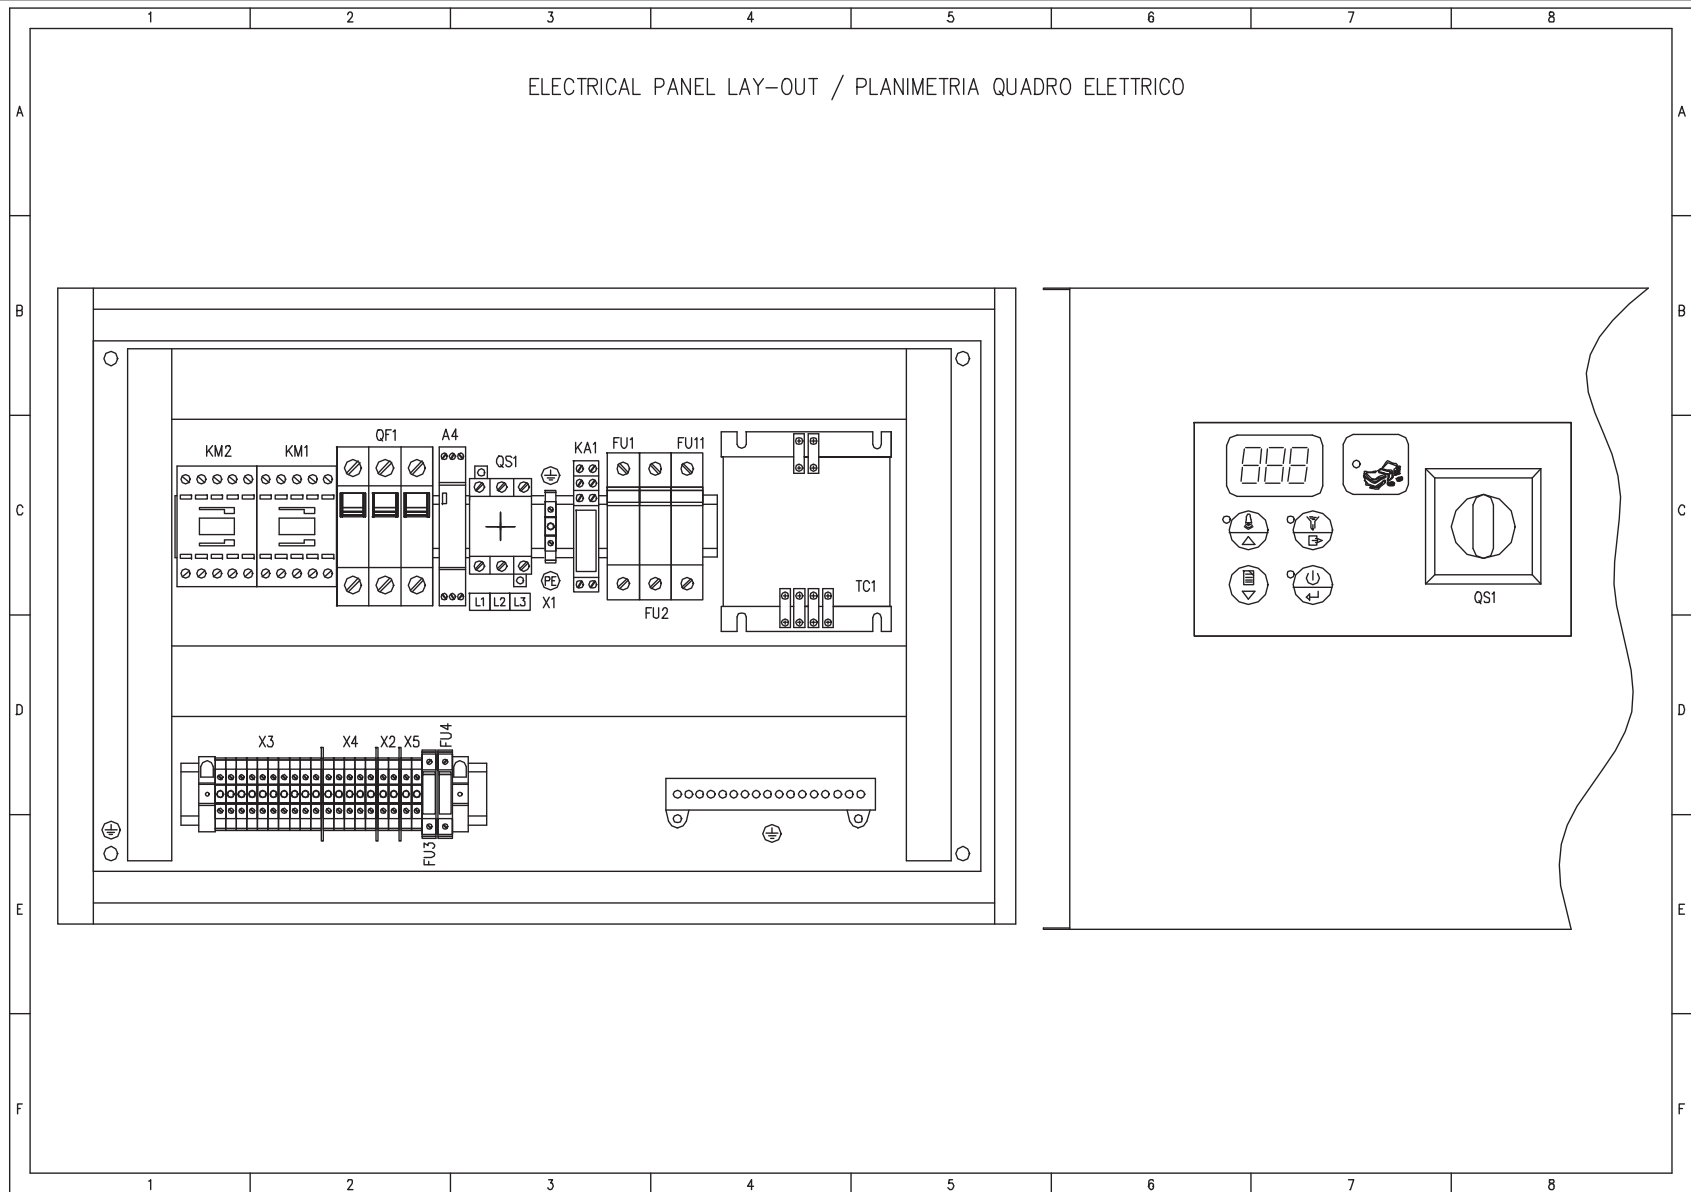 1 2 3 4 5 6 7 8
ELECTRICAL PANEL LAY-OUT / PLANIMETRIA QUADRO ELETTRICO
A A
B B
QF1 A4
FU1 FU11
KM2 KM1 KA1
QS1
C C
PE TC1
L1 L2 L3 X1 QS1
FU2
D D
X3 X4 X2 X5 FU4
FU3
E E
F F
1 2 3 4 5 6 7 8